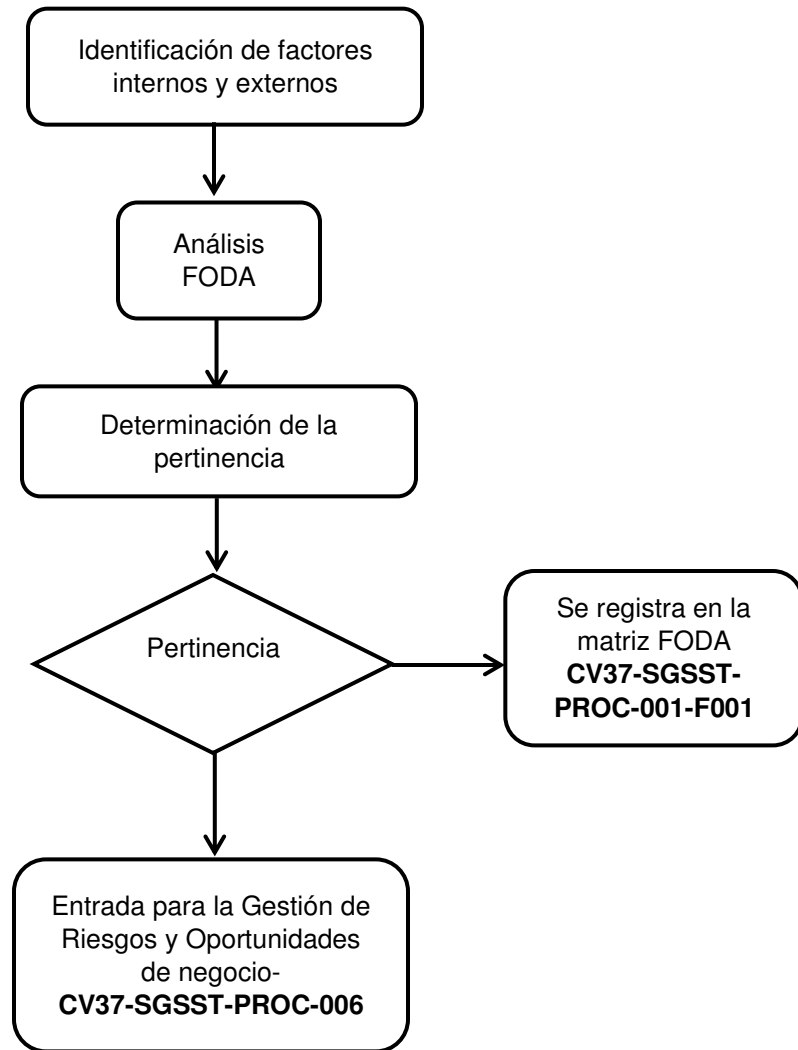 Identificación de factores
internos y externos
Análisis
FODA
Determinación de la
pertinencia
Pertinencia
Se registra en la
matriz FODA
CV37-SGSST-
PROC-001-F001
Entrada para la Gestión de
Riesgos y Oportunidades
de negocio-
CV37-SGSST-PROC-006